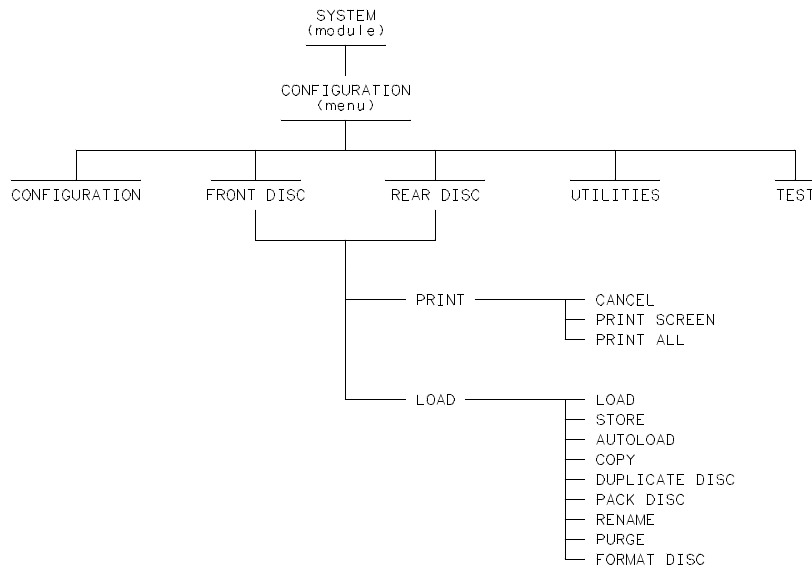 SYSTEM
(module)
CONFIGURATION
(menu)
CONFIGURATION
FRONT DISC
REAR DISC
UTILITIES
TEST
PRINT
CANCEL
PRINT SCREEN
PRINT ALL
LOAD
LOAD
STORE
AUTOLOAD
COPY
DUPLICATE DISC
PACK DISC
RENAME
PURGE
FORMAT DISC